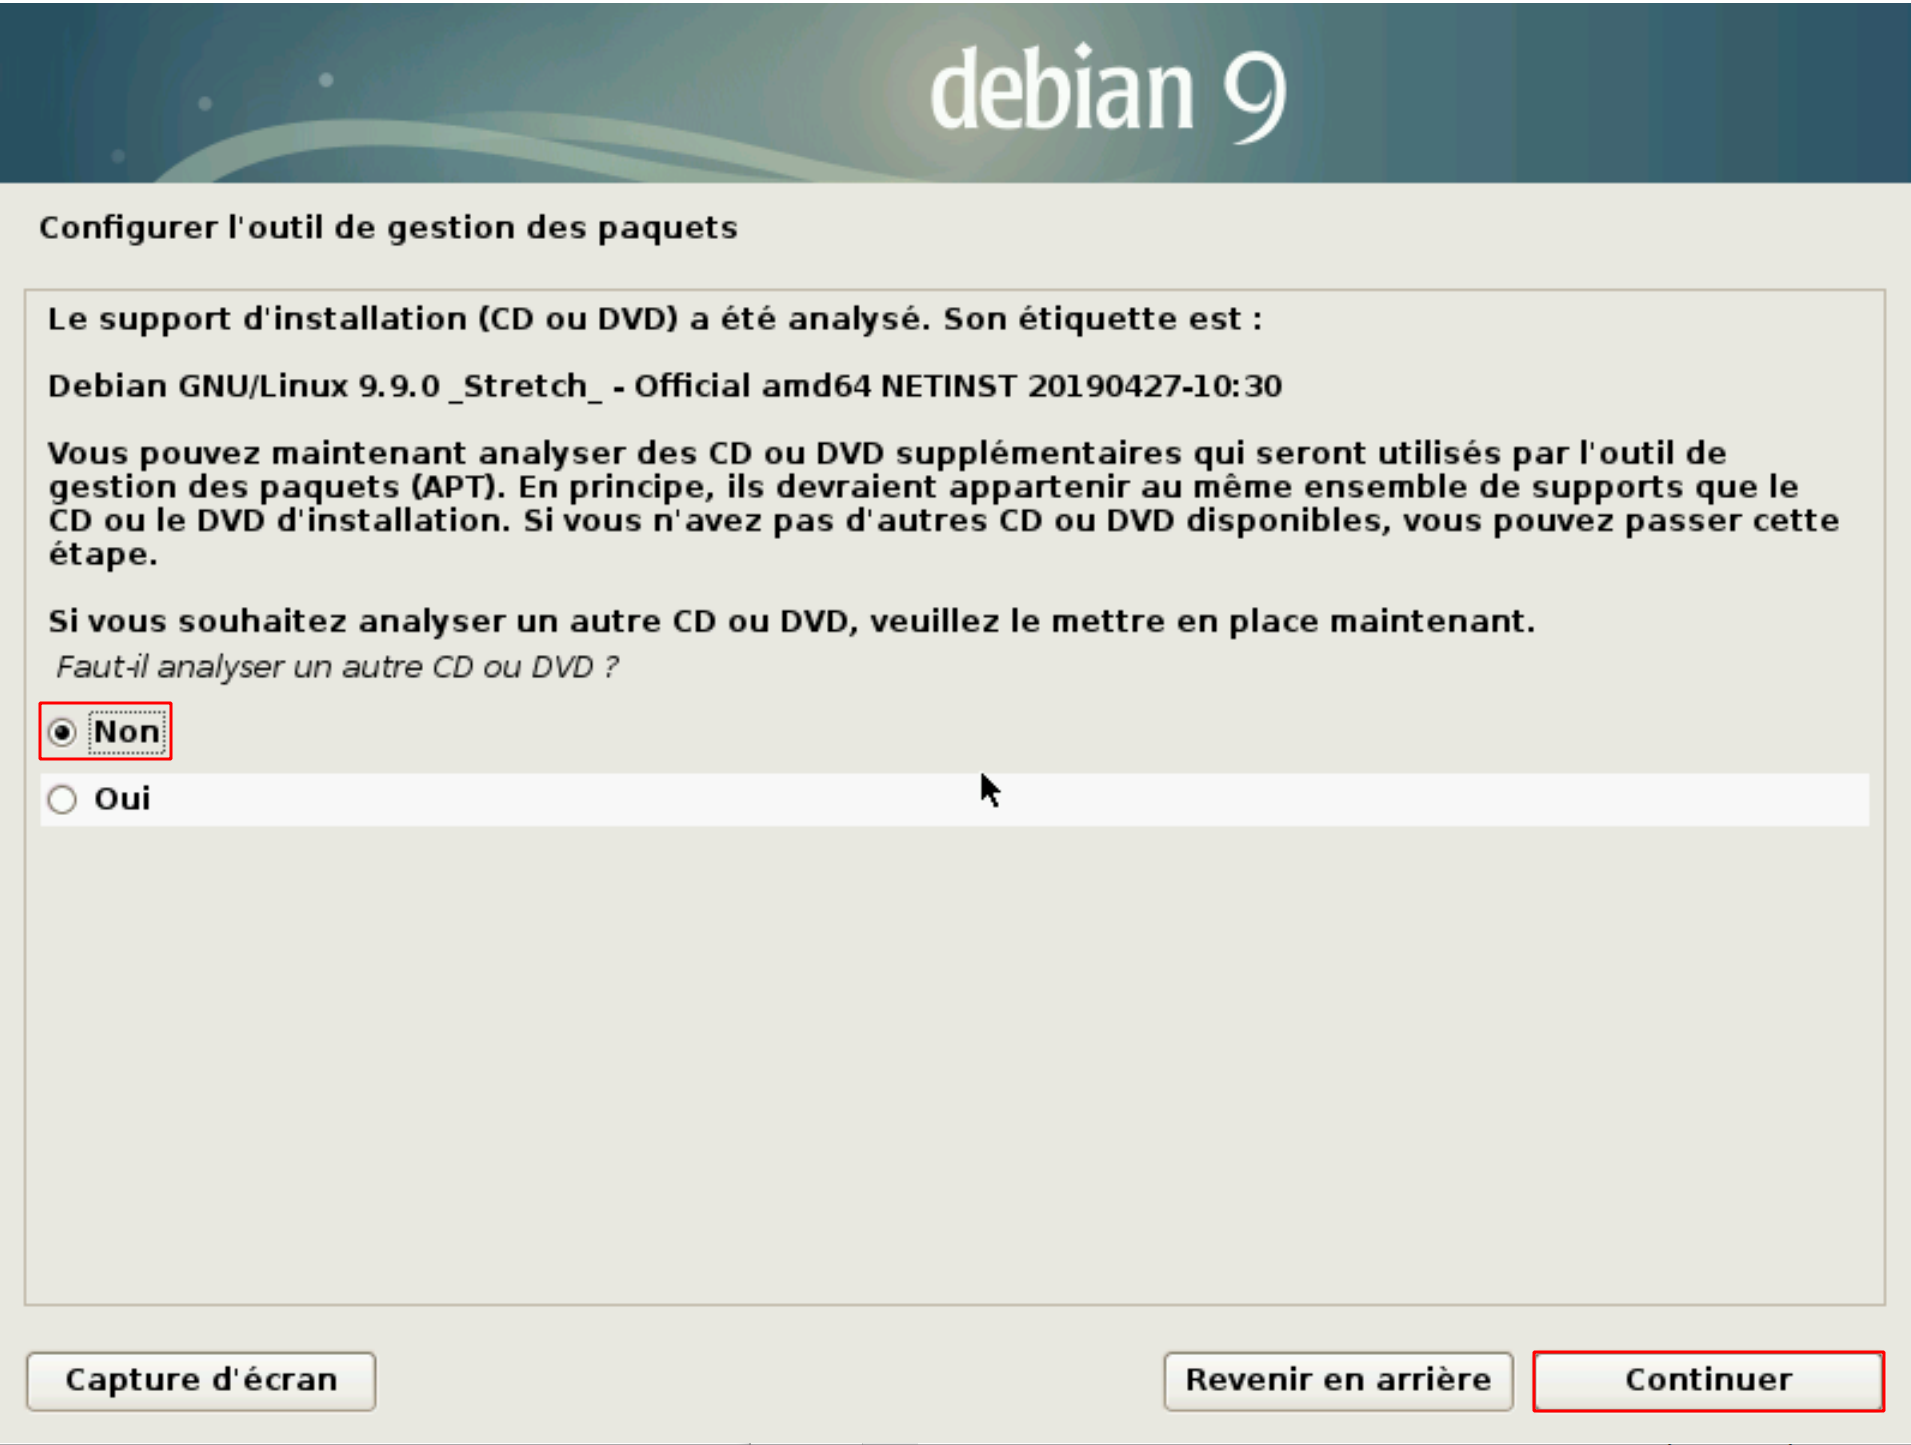 debian 9
Configurer l'outil de gestion des paquets
Le support d'installation (CD ou DVD) a été analysé. Son étiquette est :
Debian GNU/Linux 9.9.0 _Stretch_ - Official amd64 NETINST 20190427-10:30
Vous pouvez maintenant analyser des CD ou DVD supplémentaires qui seront utilisés par l'outil de
gestion des paquets (APT). En principe, ils devraient appartenir au même ensemble de supports que le
CD ou le DVD d'installation. Si vous n'avez pas d'autres CD ou DVD disponibles, vous pouvez passer cette
étape.
Si vous souhaitez analyser un autre CD ou DVD, veuillez le mettre en place maintenant.
Faut-il analyser un autre CD ou DVD ?
Non
Oui
Capture d'écran
Revenir en arrière
Continuer